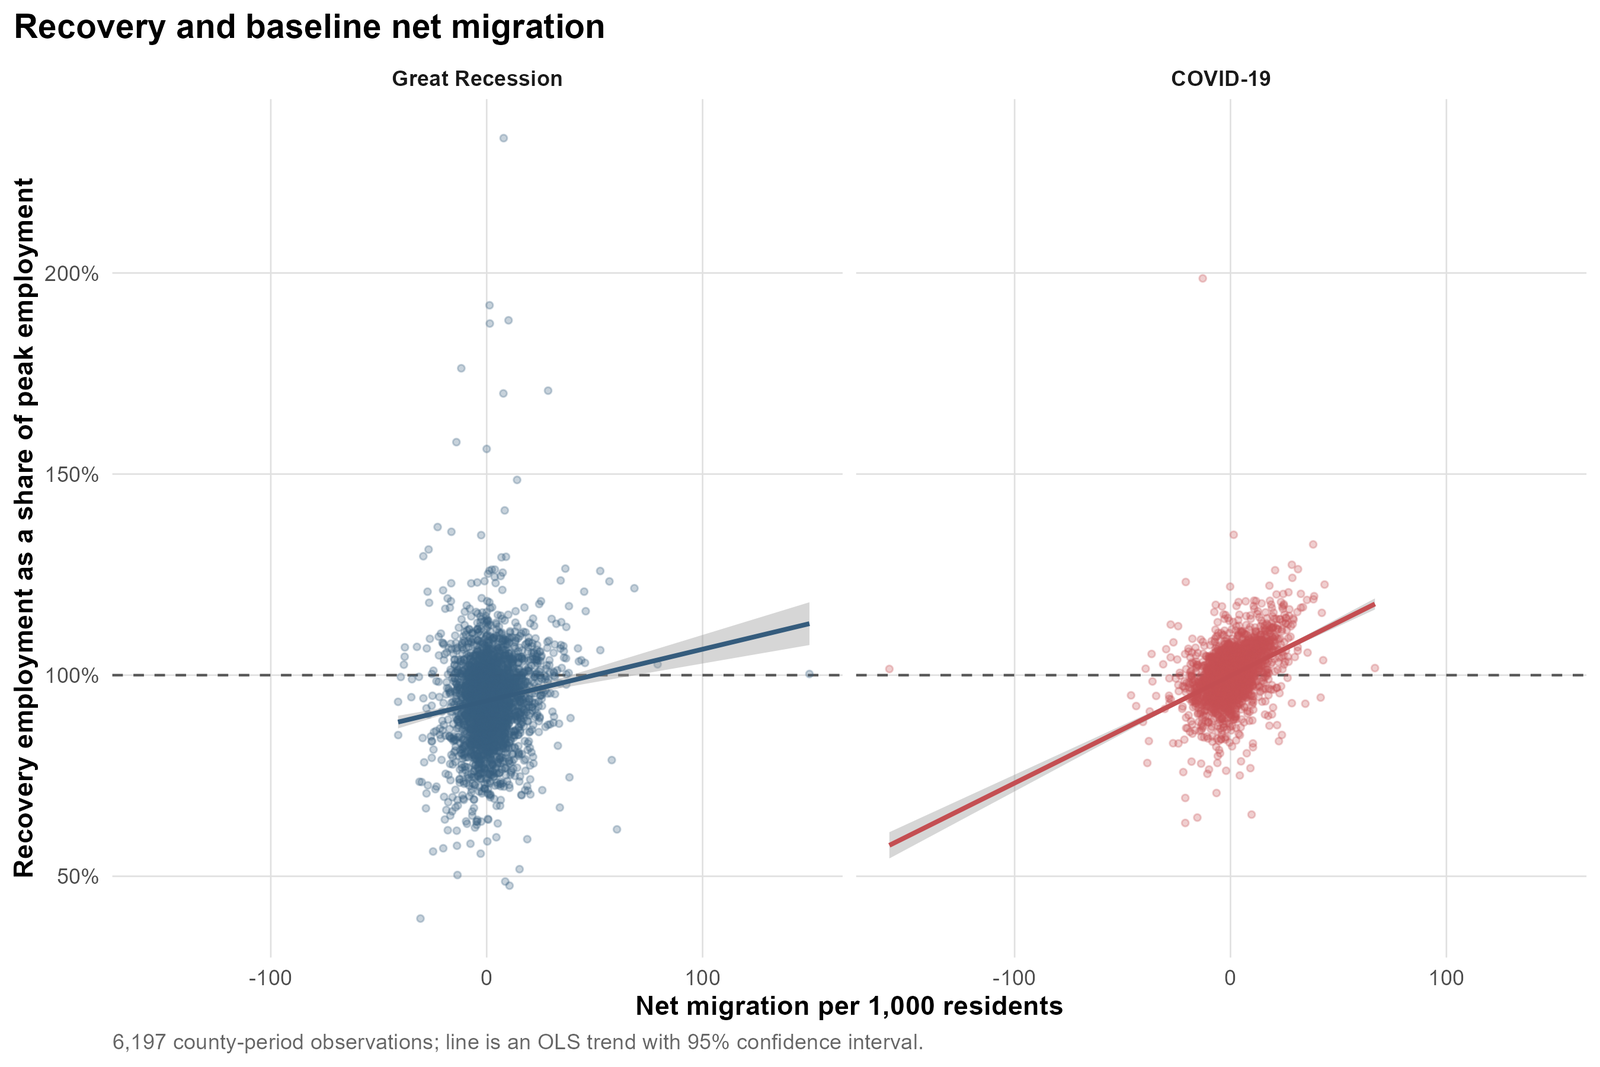 Recovery and baseline net migration
Great Recession
COVID-19
Recovery employment as a share of peak employment
200%
150%
100%
50%
-100
0
100
-100
0
100
Net migration per 1,000 residents
6,197 county-period observations; line is an OLS trend with 95% confidence interval.